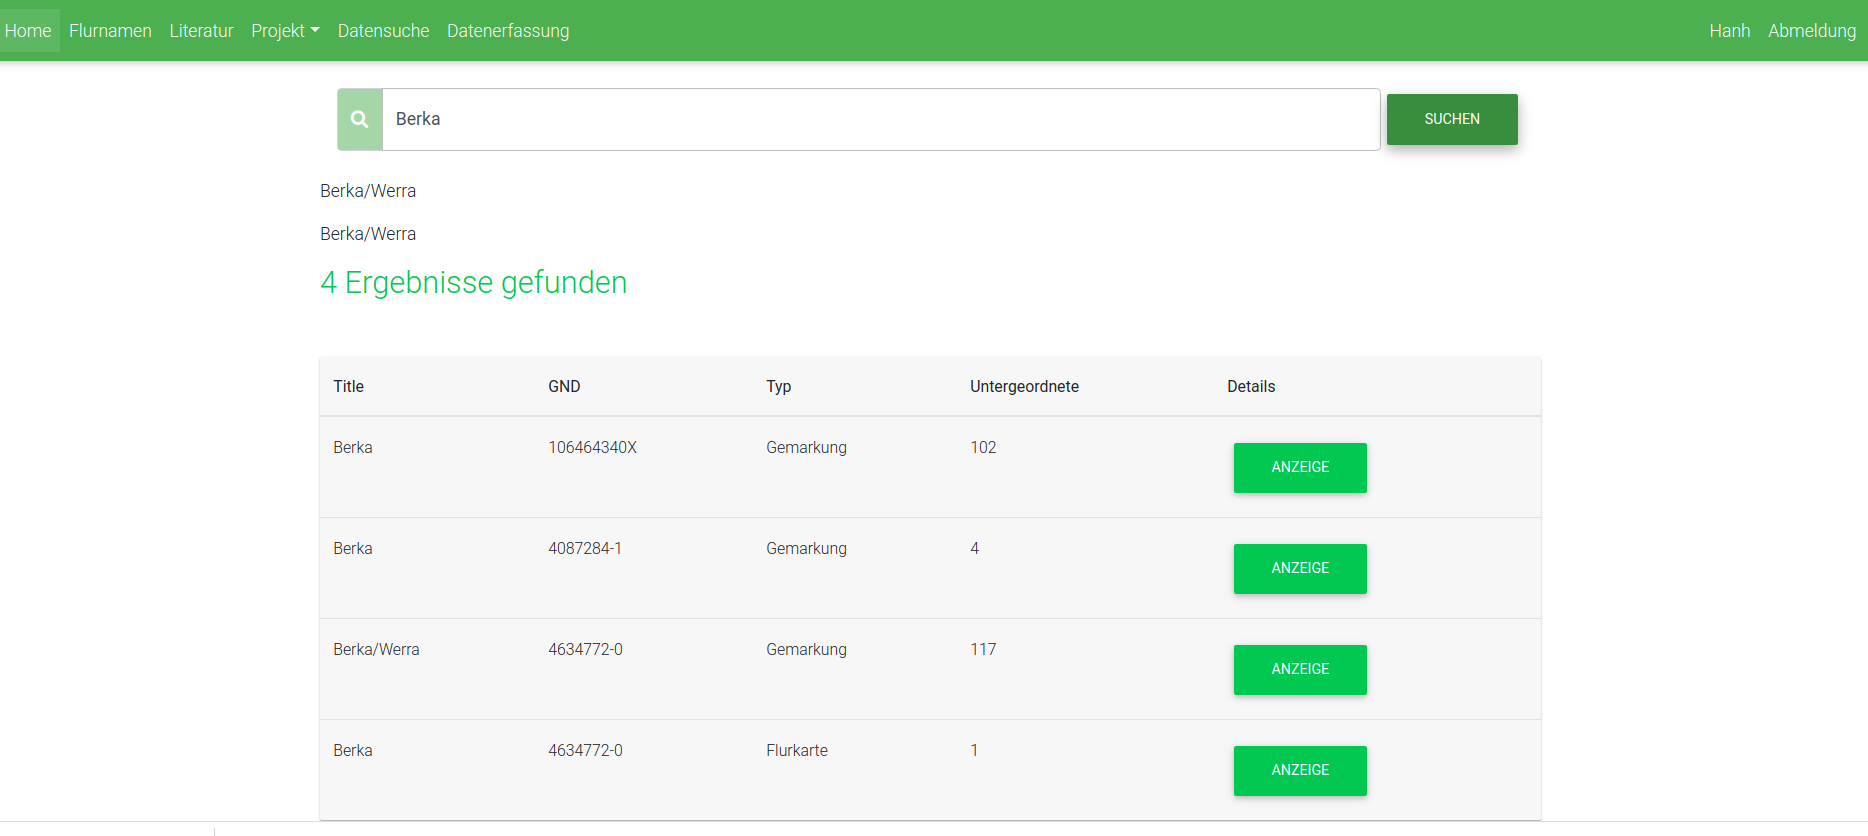 Home Flurnamen Literatur Projekt Datensuche Datenerfassung Hanh Abmeldung
Berka SUCHEN
Berka/Werra
Berka/Werra
4 Ergebnisse gefunden
Title GND Typ Untergeordnete Details
Berka 106464340X Gemarkung 102 ANZEIGE
Berka 4087284-1 Gemarkung 4 ANZEIGE
Berka/Werra 4634772-0 Gemarkung 117 ANZEIGE
Berka 4634772-0 Flurkarte 1 ANZEIGE